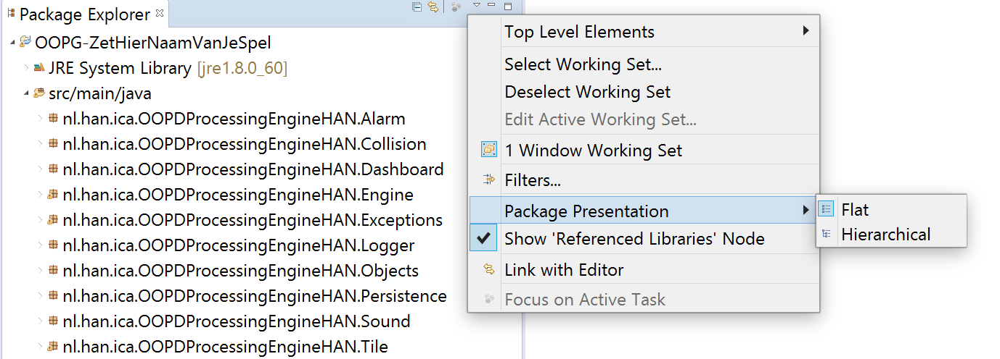 Package Explorer
OOPG-ZetHierNaamVanJeSpel
JRE System Library [jre1.8.0_60]
src/main/java
nl.han.ica.OOPDProcessingEngineHAN.Alarm
nl.han.ica.OOPDProcessingEngineHAN.Collision
nl.han.ica.OOPDProcessingEngineHAN.Dashboard
nl.han.ica.OOPDProcessingEngineHAN.Engine
nl.han.ica.OOPDProcessingEngineHAN.Exceptions
nl.han.ica.OOPDProcessingEngineHAN.Logger
nl.han.ica.OOPDProcessingEngineHAN.Objects
nl.han.ica.OOPDProcessingEngineHAN.Persistence
nl.han.ica.OOPDProcessingEngineHAN.Sound
nl.han.ica.OOPDProcessingEngineHAN.Tile
Top Level Elements
Select Working Set...
Deselect Working Set
Edit Active Working Set...
1 Window Working Set
Filters...
Package Presentation
Show 'Referenced Libraries' Node
Link with Editor
Focus on Active Task
Flat
Hierarchical